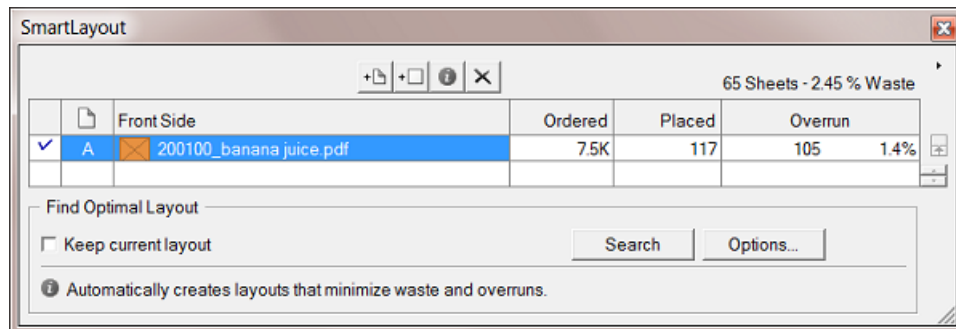 SmartLayout
65 Sheets - 2.45 % Waste
Front Side Ordered Placed Overrun
A 200100_banana juice.pdf 7.5K 117 105 1.4%
Find Optimal Layout
Keep current layout Search Options...
Automatically creates layouts that minimize waste and overruns.